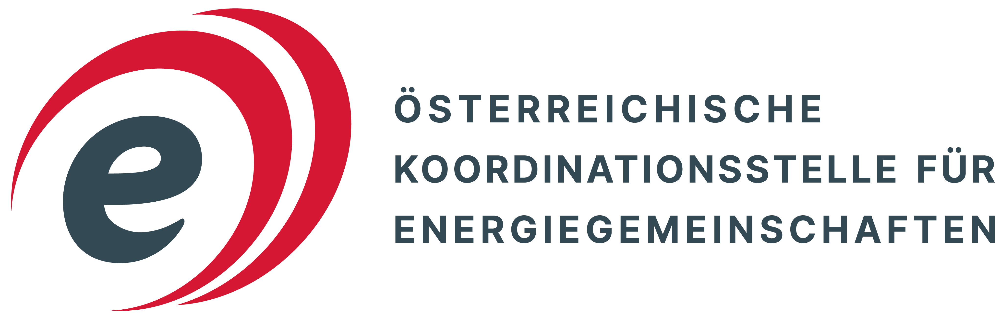 e
ÖSTERREICHISCHE
KOORDINATIONSSTELLE FÜR
ENERGIEGEMEINSCHAFTEN